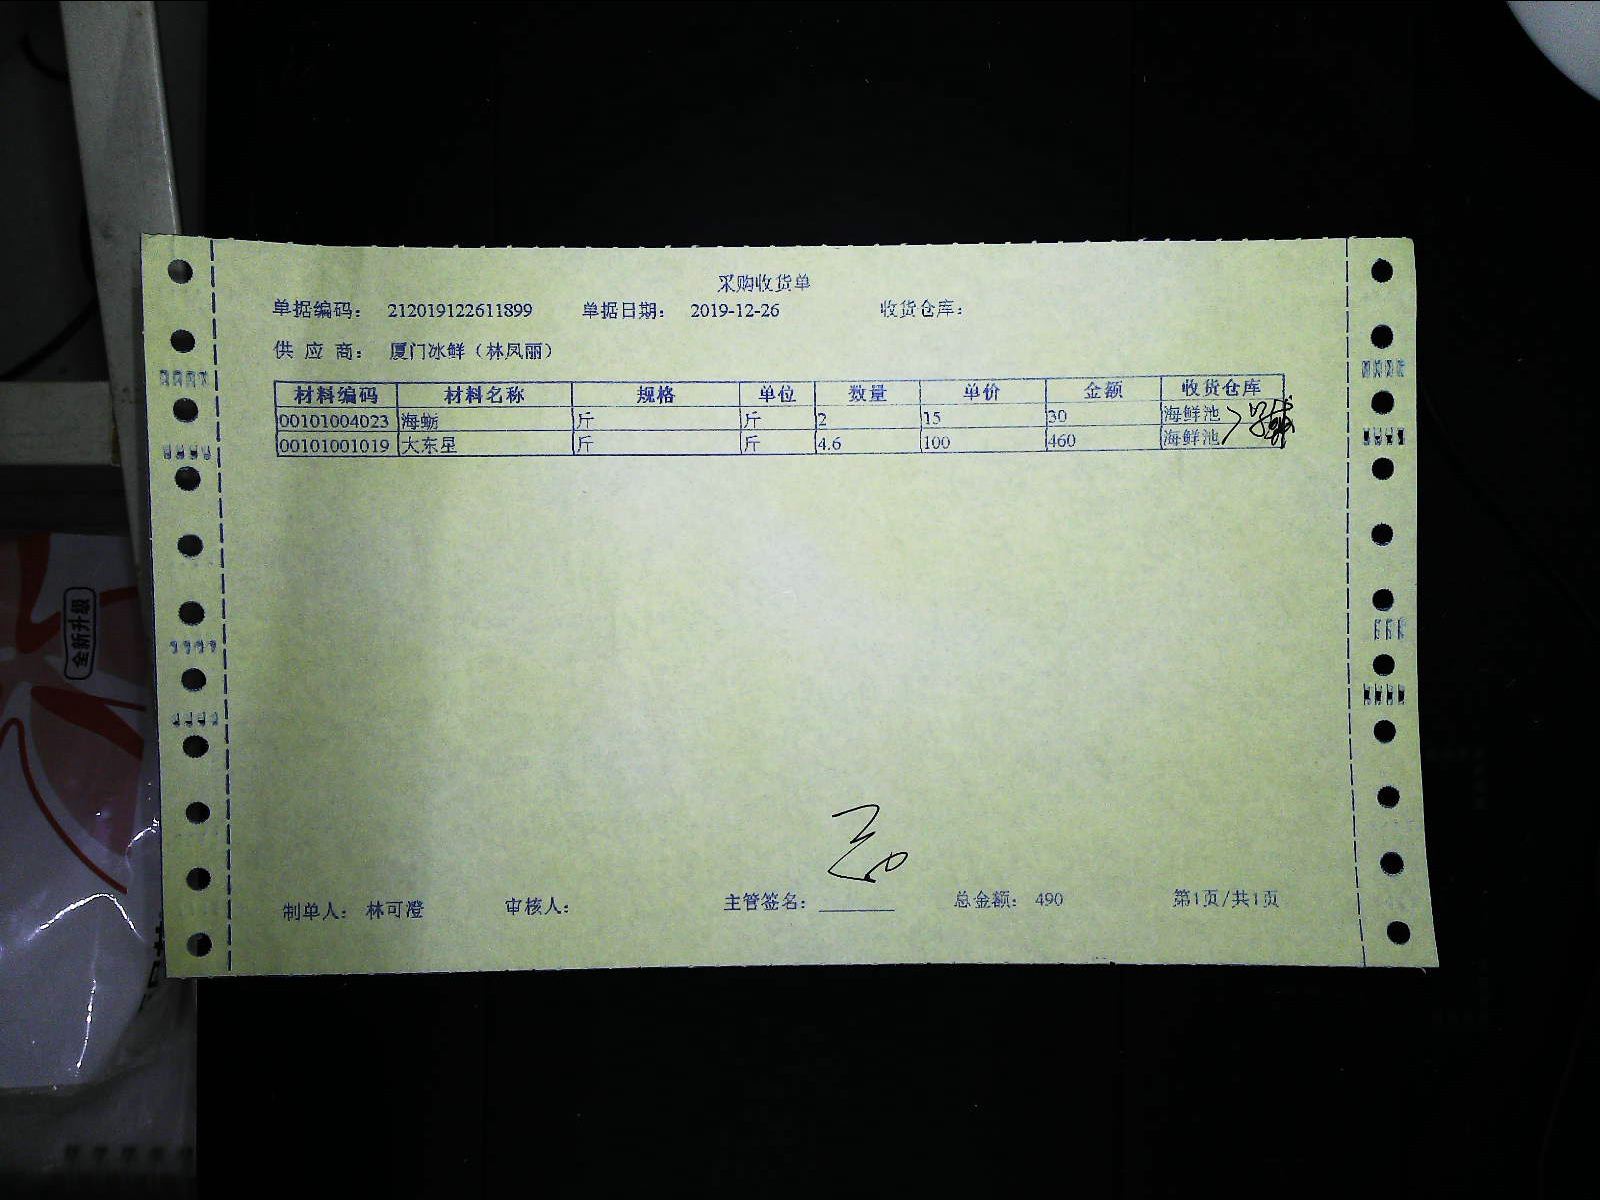 采购收货单
单据编码： 212019122611899 单据日期： 2019-12-26 收货仓库：
供 应 商： 厦门冰鲜（林凤丽）
材料编码 材料名称 规格 单位 数量 单价 金额 收货仓库
00101004023 海蛎 斤 斤 2 15 30 海鲜池
00101001019 大东星 斤 斤 4.6 100 460 海鲜池
制单人： 林可澄 审核人： 主管签名： 总金额： 490 第1页/共1页
全新升级